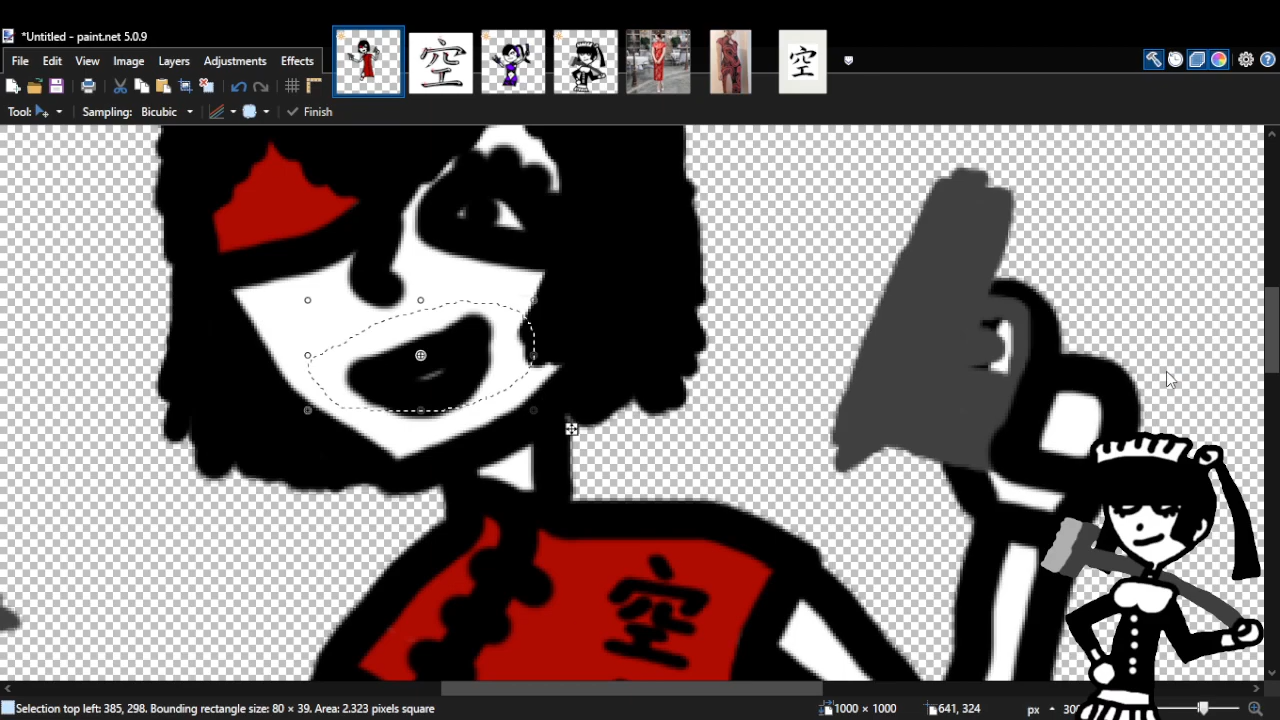 *Untitled - paint.net 5.0.9
空
空
File Edit View Image Layers Adjustments Effects
Tool: Sampling: Bicubic Finish
空
Selection top left: 385, 298. Bounding rectangle size: 80 × 39. Area: 2.323 pixels square 1000 × 1000 641, 324 px